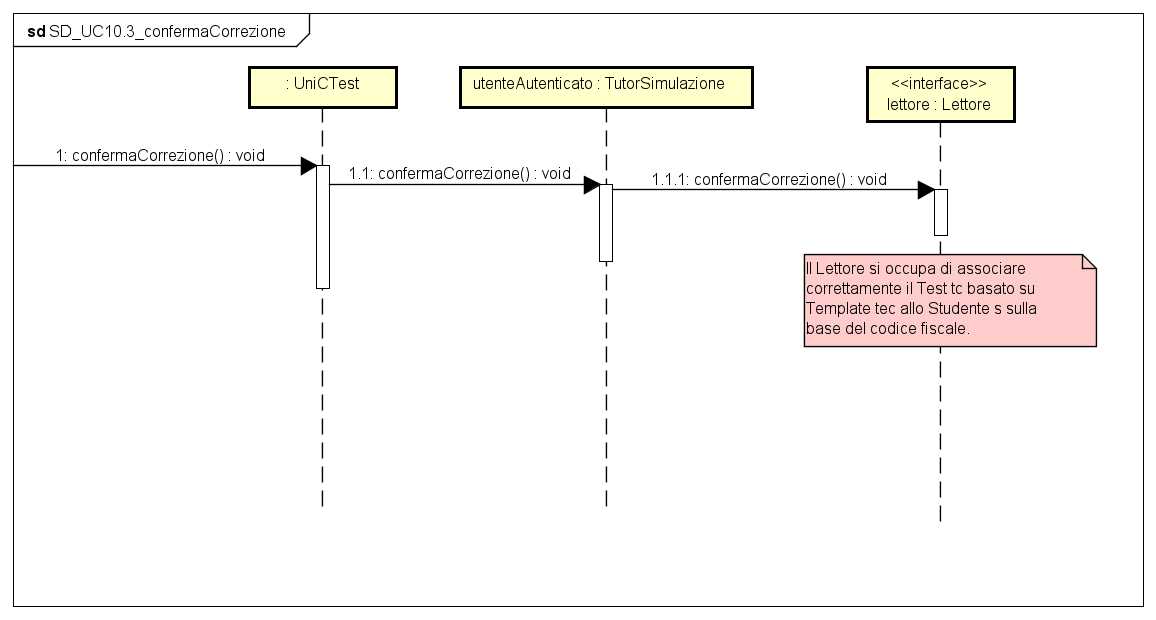 sd SD_UC10.3_confermaCorrezione
: UniCTest
utenteAutenticato : TutorSimulazione
<<interface>>
lettore : Lettore
1: confermaCorrezione() : void
1.1: confermaCorrezione() : void
1.1.1: confermaCorrezione() : void
Il Lettore si occupa di associare
correttamente il Test tc basato su
Template tec allo Studente s sulla
base del codice fiscale.